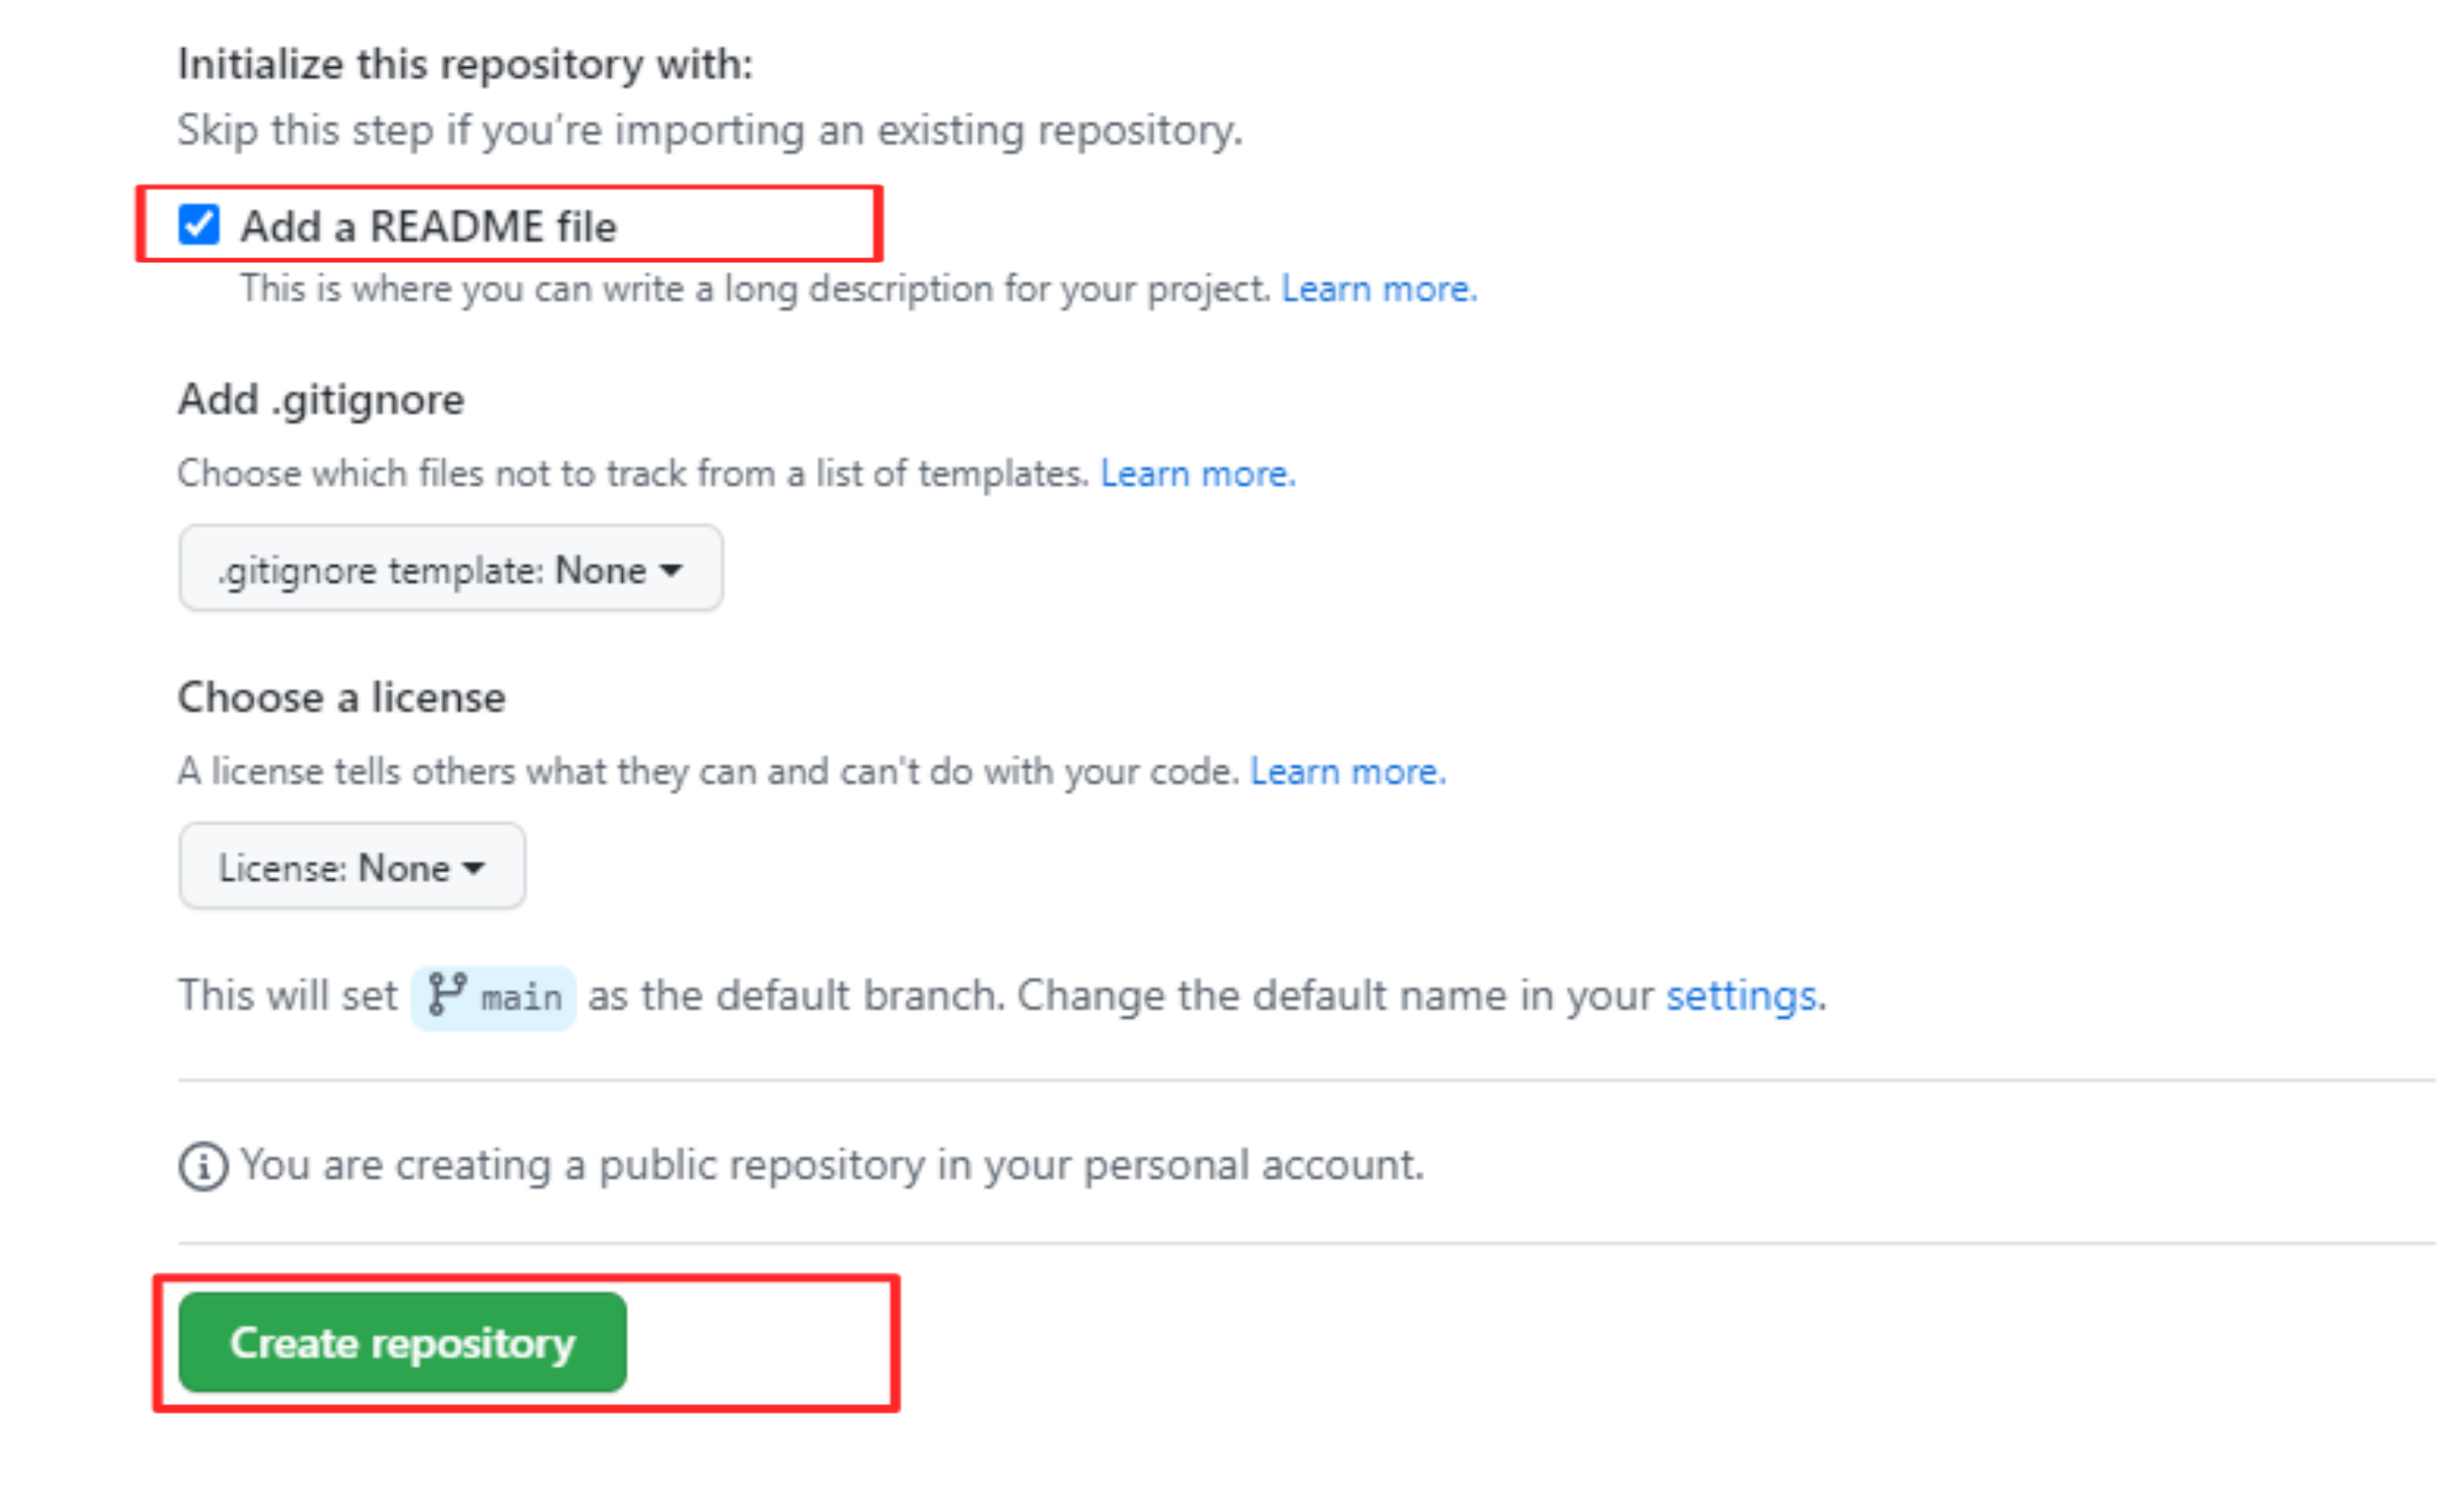 Initialize this repository with:
Skip this step if you're importing an existing repository.
Add a README file
This is where you can write a long description for your project. Learn more.
Add .gitignore
Choose which files not to track from a list of templates. Learn more.
.gitignore template: None
Choose a license
A license tells others what they can and can't do with your code. Learn more.
License: None
This will set main as the default branch. Change the default name in your settings.
You are creating a public repository in your personal account.
Create repository